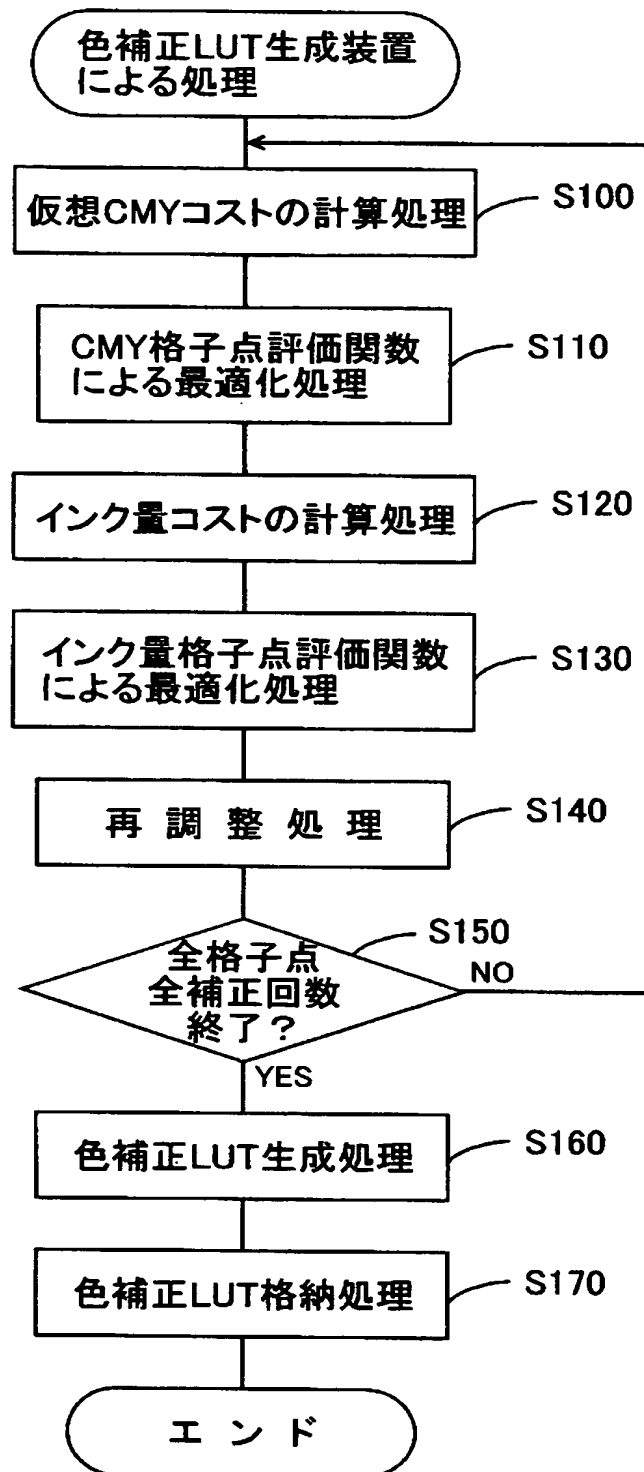 色補正LUT生成装置
による処理
仮想CMYコストの計算処理
S100
CMY格子点評価関数
による最適化処理
S110
インク量コストの計算処理
S120
インク量格子点評価関数
による最適化処理
S130
再調整処理
S140
全格子点
全補正回数
終了?
S150
NO
YES
色補正LUT生成処理
S160
色補正LUT格納処理
S170
エンド